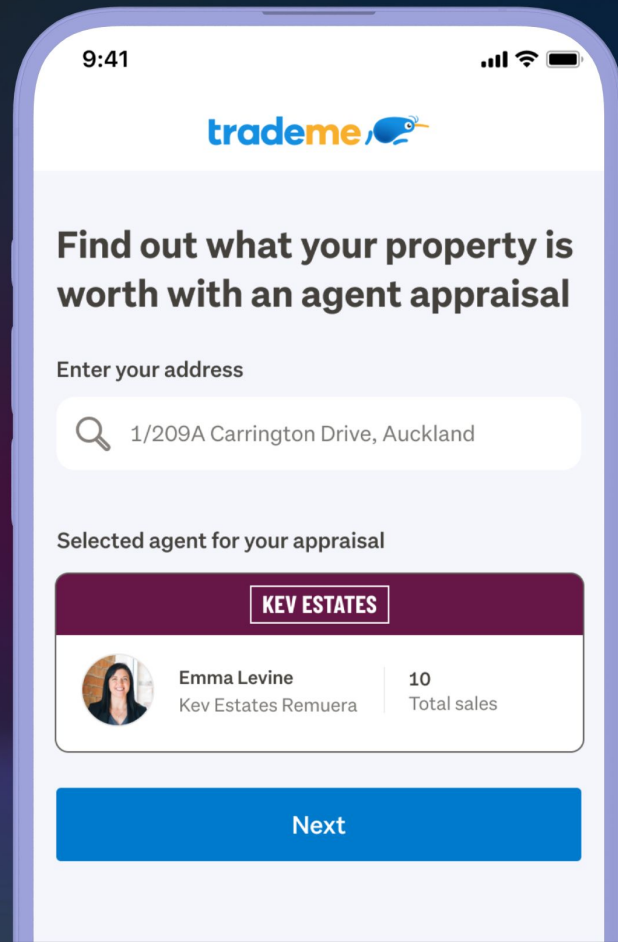 9:41
trademe
Find out what your property is
worth with an agent appraisal
Enter your address
1/209A Carrington Drive, Auckland
Selected agent for your appraisal
KEV ESTATES
Emma Levine
Kev Estates Remuera
10
Total sales
Next